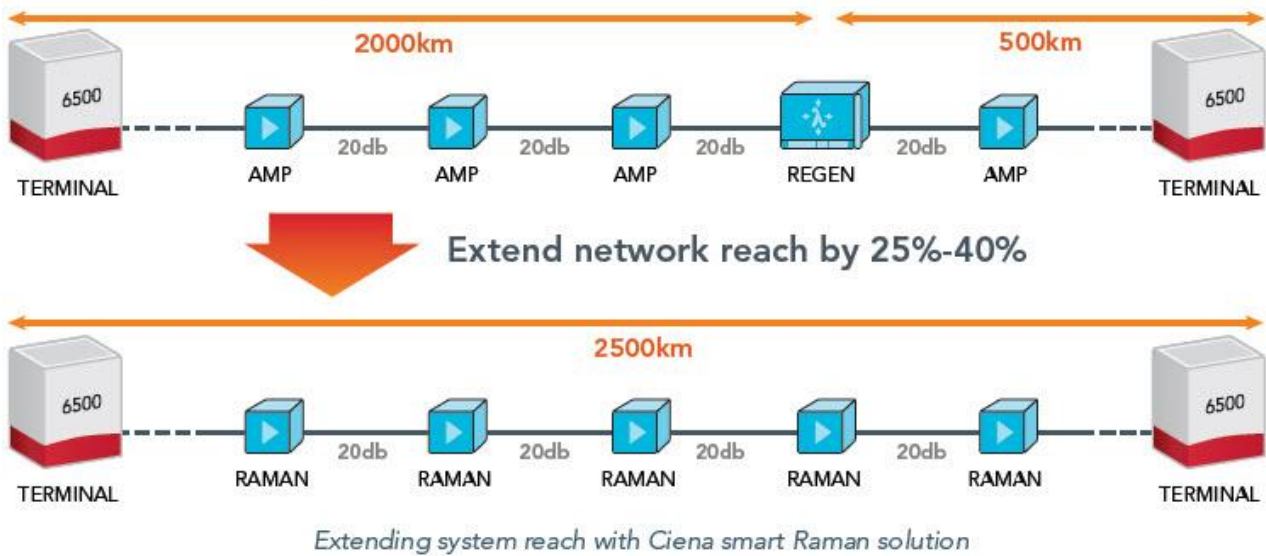 2000km
500km
6500
6500
20db
20db
20db
20db
TERMINAL
AMP
AMP
AMP
REGEN
AMP
TERMINAL
Extend network reach by 25%-40%
2500km
6500
6500
20db
20db
20db
20db
TERMINAL
RAMAN
RAMAN
RAMAN
RAMAN
RAMAN
TERMINAL
Extending system reach with Ciena smart Raman solution